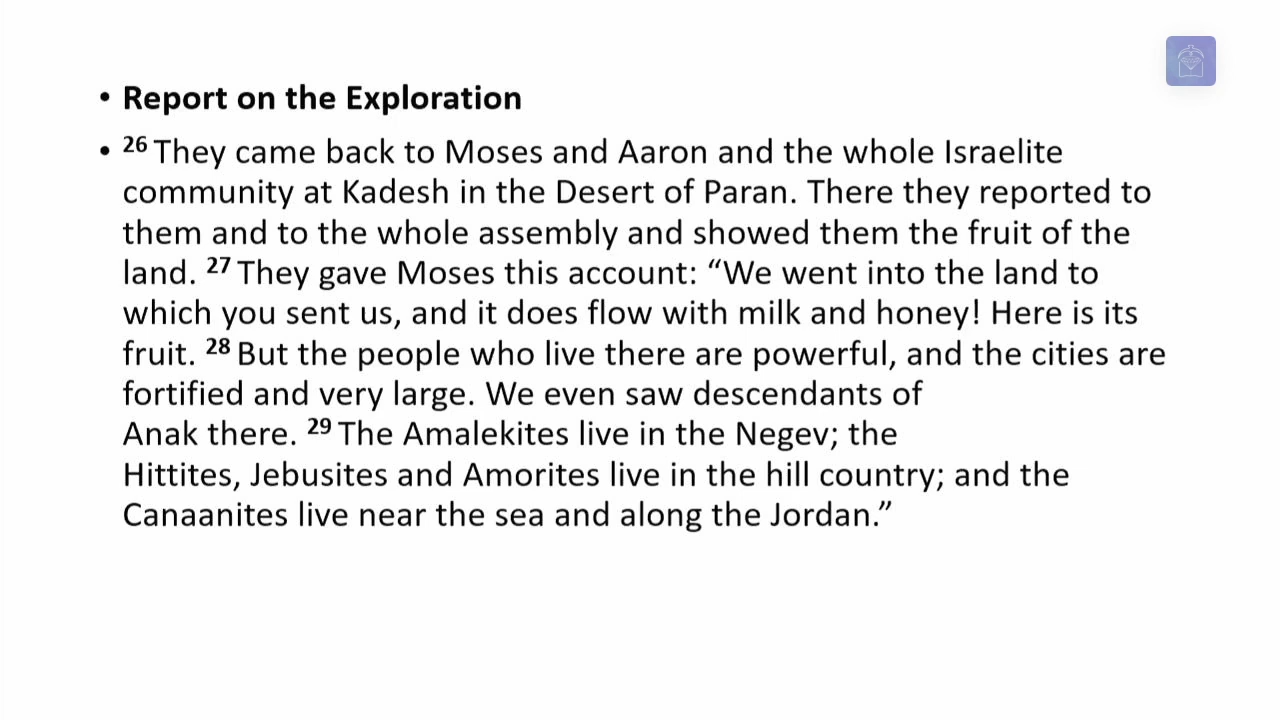 • Report on the Exploration
• 26 They came back to Moses and Aaron and the whole Israelite
community at Kadesh in the Desert of Paran. There they reported to
them and to the whole assembly and showed them the fruit of the
land. 27 They gave Moses this account: “We went into the land to
which you sent us, and it does flow with milk and honey! Here is its
fruit. 28 But the people who live there are powerful, and the cities are
fortified and very large. We even saw descendants of
Anak there. 29 The Amalekites live in the Negev; the
Hittites, Jebusites and Amorites live in the hill country; and the
Canaanites live near the sea and along the Jordan.”